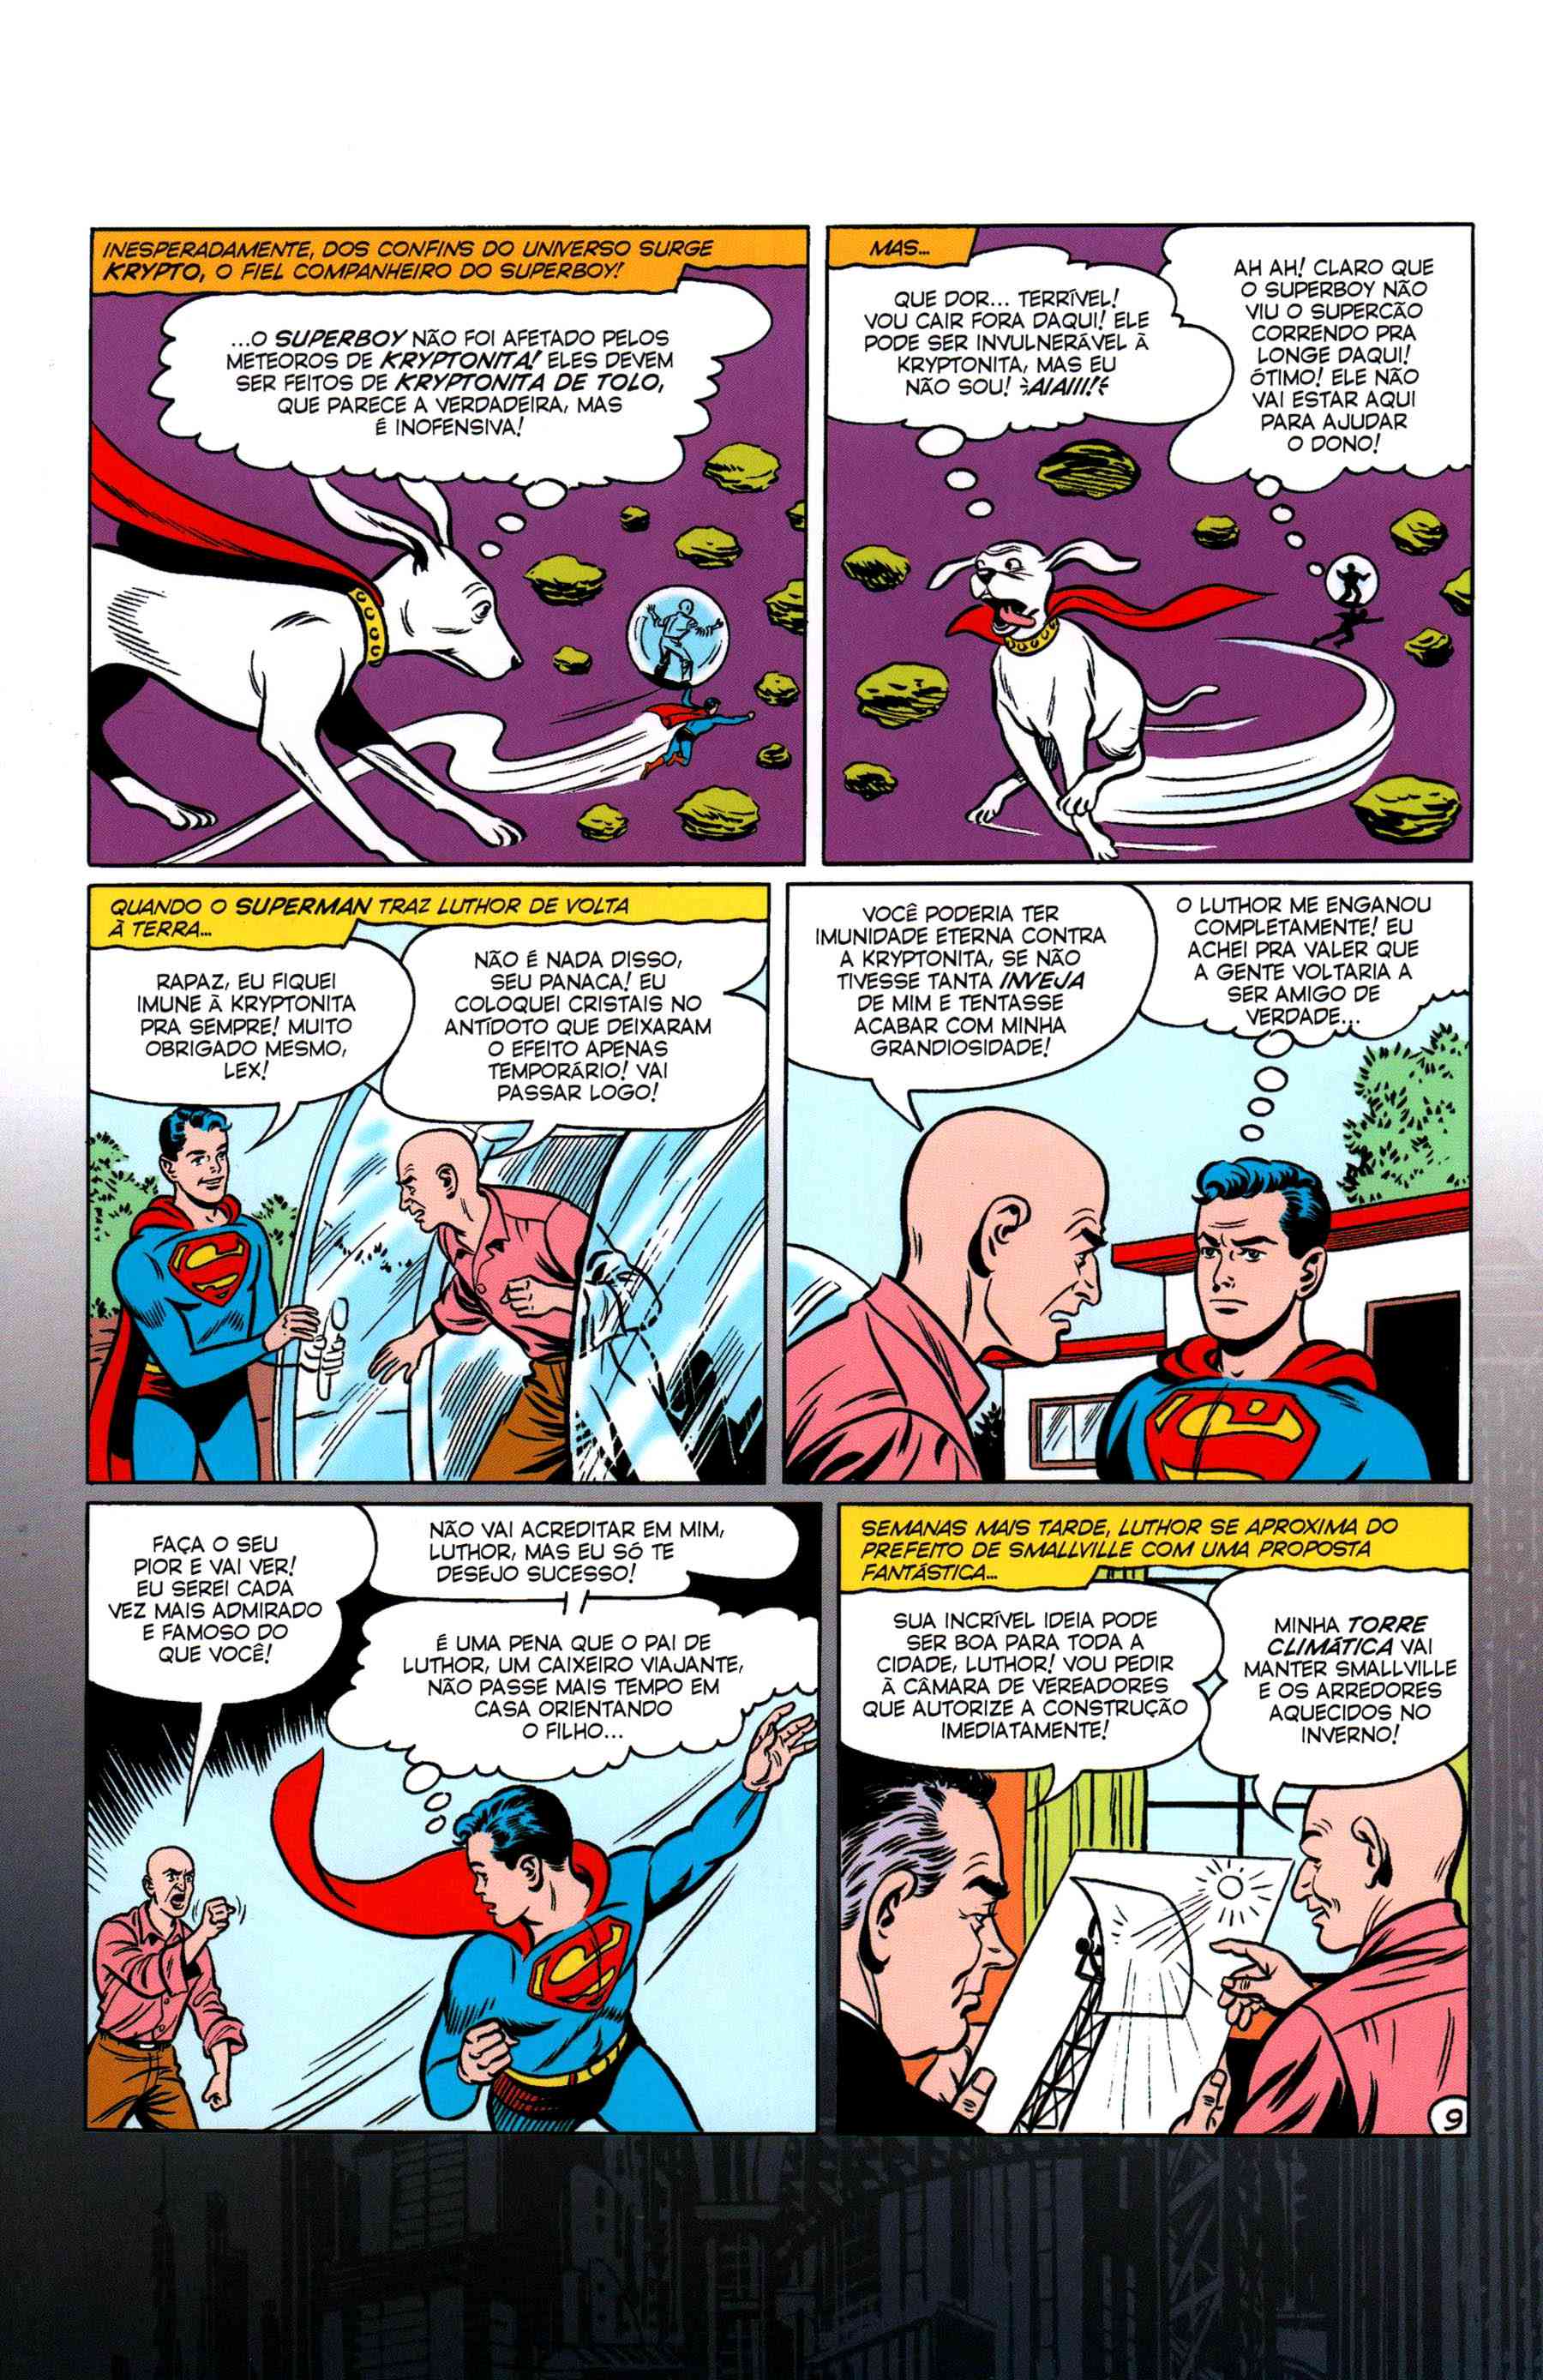 INESPERADAMENTE, DOS CONFINS DO UNIVERSO SURGE
KRYPTO, O FIEL COMPANHEIRO DO SUPERBOY!
...O SUPERBOY NÃO FOI AFETADO PELOS
METEOROS DE KRYPTONITA! ELES DEVEM
SER FEITOS DE KRYPTONITA DE TOLO,
QUE PARECE A VERDADEIRA, MAS
É INOFENSIVA!
MAS...
QUE DOR... TERRÍVEL!
VOU CAIR FORA DAQUI! ELE
PODE SER INVULNERÁVEL À
KRYPTONITA, MAS EU
NÃO SOU! AIAIII!
AH AH! CLARO QUE
O SUPERBOY NÃO
VIU O SUPERCÃO
CORRENDO PRA
LONGE DAQUI!
ÓTIMO! ELE NÃO
VAI ESTAR AQUI
PARA AJUDAR
O DONO!
QUANDO O SUPERMAN TRAZ LUTHOR DE VOLTA
À TERRA...
RAPAZ, EU FIQUEI
IMUNE À KRYPTONITA
PRA SEMPRE! MUITO
OBRIGADO MESMO,
LEX!
NÃO É NADA DISSO,
SEU PANACA! EU
COLOQUEI CRISTAIS NO
ANTÍDOTO QUE DEIXARAM
O EFEITO APENAS
TEMPORÁRIO! VAI
PASSAR LOGO!
VOCÊ PODERIA TER
IMUNIDADE ETERNA CONTRA
A KRYPTONITA, SE NÃO
TIVESSE TANTA INVEJA
DE MIM E TENTASSE
ACABAR COM MINHA
GRANDIOSIDADE!
O LUTHOR ME ENGANOU
COMPLETAMENTE! EU
ACHEI PRA VALER QUE
A GENTE VOLTARIA A
SER AMIGO DE
VERDADE...
FAÇA O SEU
PIOR E VAI VER!
EU SEREI CADA
VEZ MAIS ADMIRADO
E FAMOSO DO
QUE VOCÊ!
NÃO VAI ACREDITAR EM MIM,
LUTHOR, MAS EU SÓ TE
DESEJO SUCESSO!
É UMA PENA QUE O PAI DE
LUTHOR, UM CAIXEIRO VIAJANTE,
NÃO PASSE MAIS TEMPO EM
CASA ORIENTANDO
O FILHO...
SEMANAS MAIS TARDE, LUTHOR SE APROXIMA DO
PREFEITO DE SMALLVILLE COM UMA PROPOSTA
FANTÁSTICA...
SUA INCRÍVEL IDEIA PODE
SER BOA PARA TODA A
CIDADE, LUTHOR! VOU PEDIR
À CÂMARA DE VEREADORES
QUE AUTORIZE A CONSTRUÇÃO
IMEDIATAMENTE!
MINHA TORRE
CLIMÁTICA VAI
MANTER SMALLVILLE
E OS ARREDORES
AQUECIDOS NO
INVERNO!
9